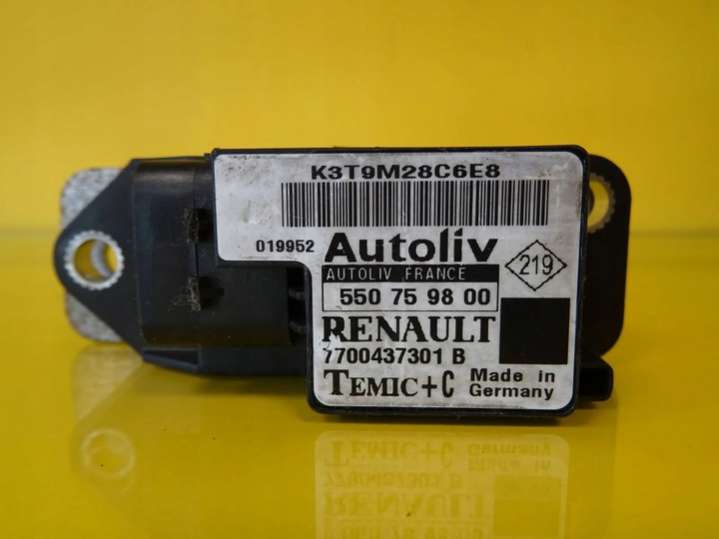 K3T9M28C6E8
019952
Autoliv
AUTOLIV FRANCE
219
550 75 98 00
RENAULT
7700437301 B
TEMIC+C
Made in
Germany